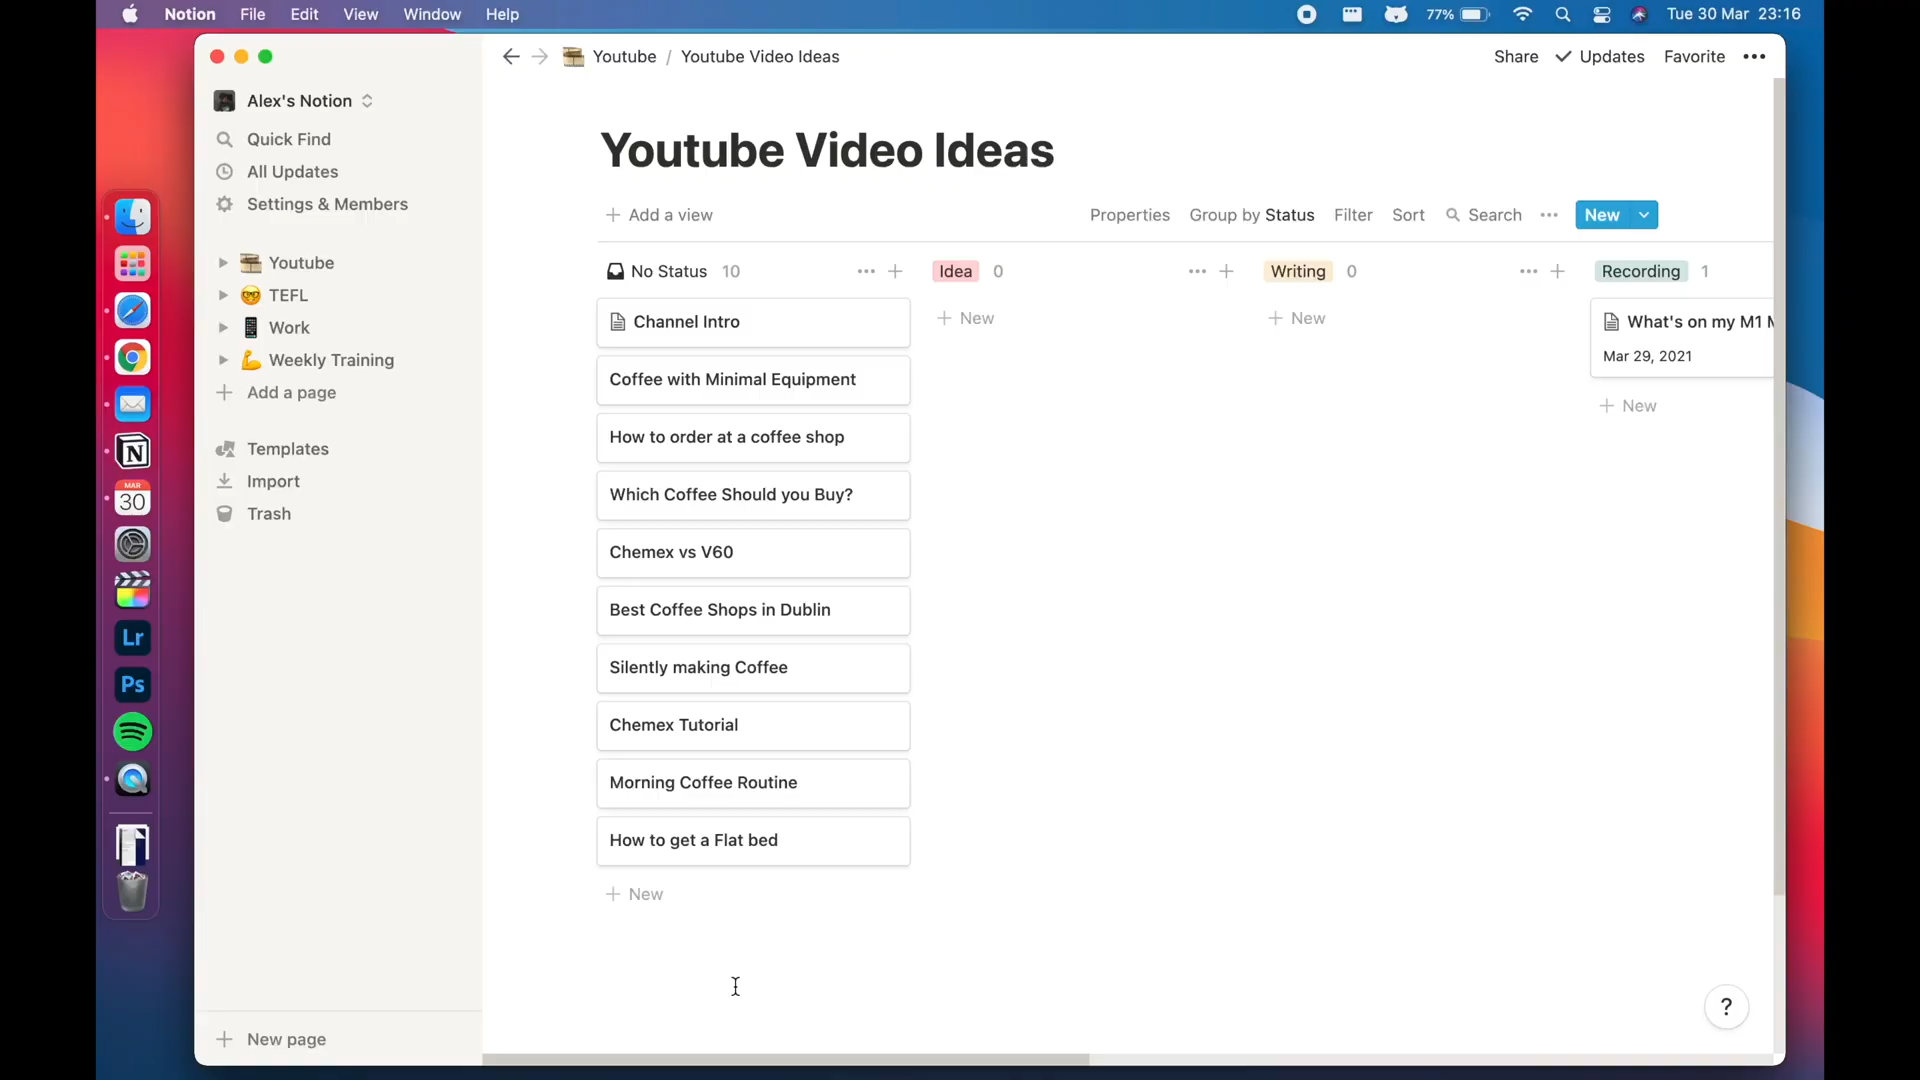 Notion File Edit View Window Help 77% Tue 30 Mar 23:16
Youtube / Youtube Video Ideas Share Updates Favorite
Alex's Notion
Quick Find
All Updates
Settings & Members
Youtube
TEFL
Work
Weekly Training
Add a page
Templates
Import
Trash
New page
Youtube Video Ideas
Add a view Properties Group by Status Filter Sort Search New
No Status 10
Channel Intro
Coffee with Minimal Equipment
How to order at a coffee shop
Which Coffee Should you Buy?
Chemex vs V60
Best Coffee Shops in Dublin
Silently making Coffee
Chemex Tutorial
Morning Coffee Routine
How to get a Flat bed
New
Idea 0
New
Writing 0
New
Recording 1
What's on my M1
Mar 29, 2021
New
?
MAR
30
Lr
Ps